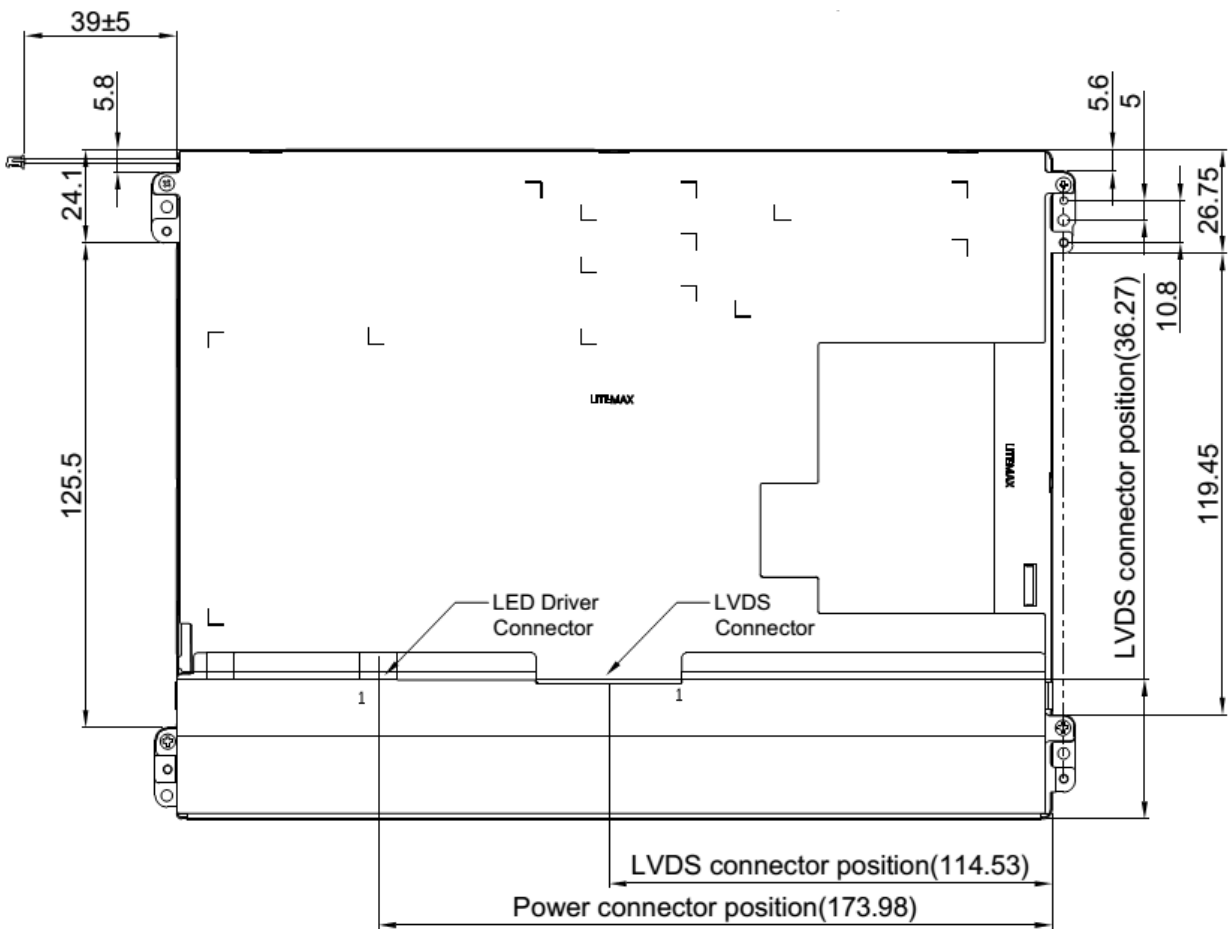 39±5
5.8
5.6
5
24.1
26.75
10.8
125.5
LVDS connector position(36.27)
119.45
LITEMAX
LITEMAX
LED Driver
Connector
LVDS
Connector
1
1
LVDS connector position(114.53)
Power connector position(173.98)